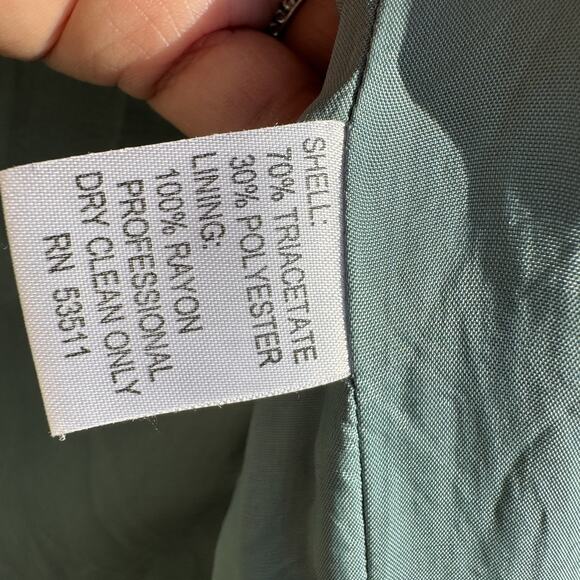 SHELL:
70% TRIACETATE
30% POLYESTER
LINING:
100% RAYON
PROFESSIONAL
DRY CLEAN ONLY
RN 53511